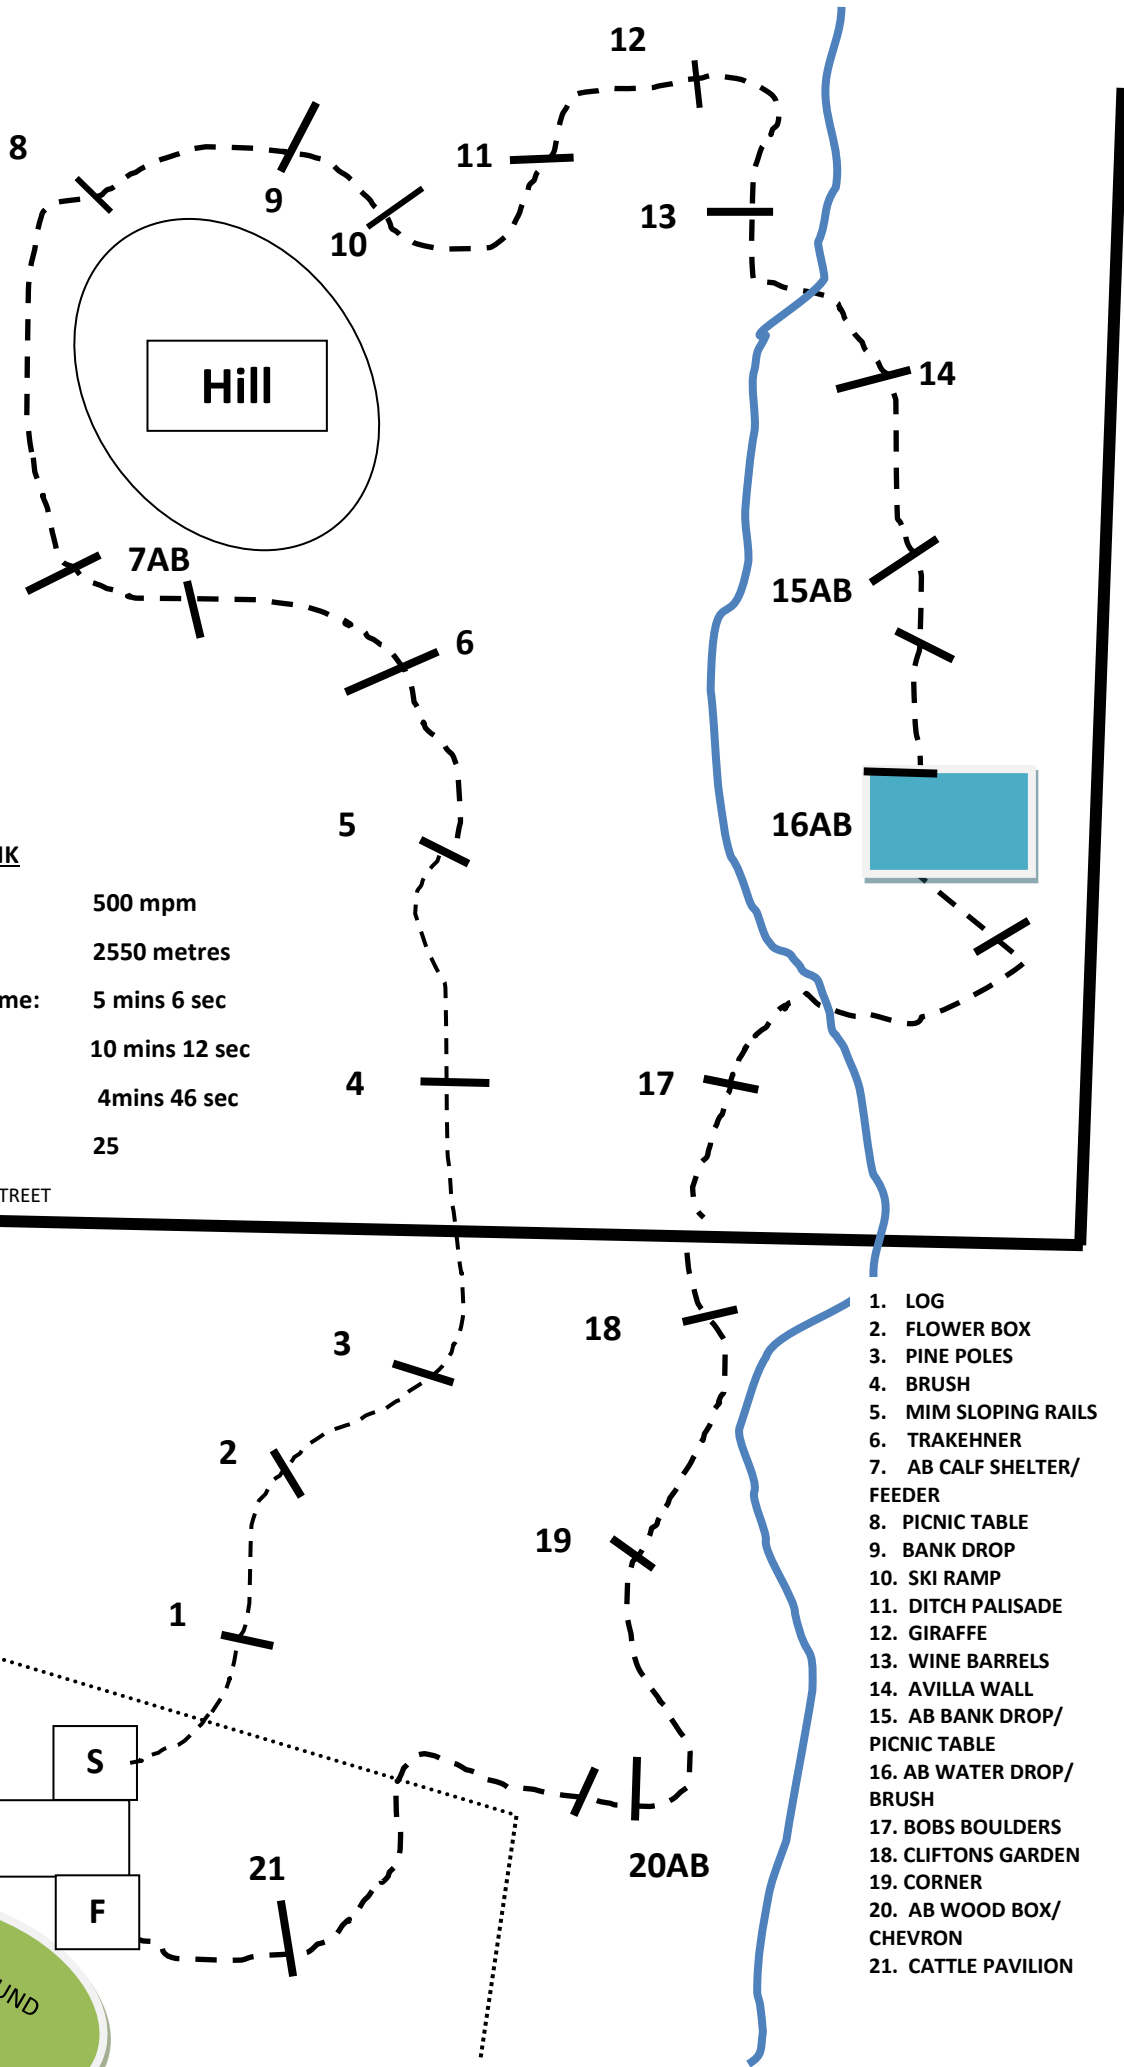 12
8
11
9
13
10
Hill
14
7AB
15AB
6
5
16AB
NK
500 mpm
2550 metres
me: 5 mins 6 sec
10 mins 12 sec
4mins 46 sec
25
4
17
TREET
3
18
2
19
1
S
20AB
21
F
UND
1. LOG
2. FLOWER BOX
3. PINE POLES
4. BRUSH
5. MIM SLOPING RAILS
6. TRAKEHNER
7. AB CALF SHELTER/
FEEDER
8. PICNIC TABLE
9. BANK DROP
10. SKI RAMP
11. DITCH PALISADE
12. GIRAFFE
13. WINE BARRELS
14. AVILLA WALL
15. AB BANK DROP/
PICNIC TABLE
16. AB WATER DROP/
BRUSH
17. BOBS BOULDERS
18. CLIFTONS GARDEN
19. CORNER
20. AB WOOD BOX/
CHEVRON
21. CATTLE PAVILION